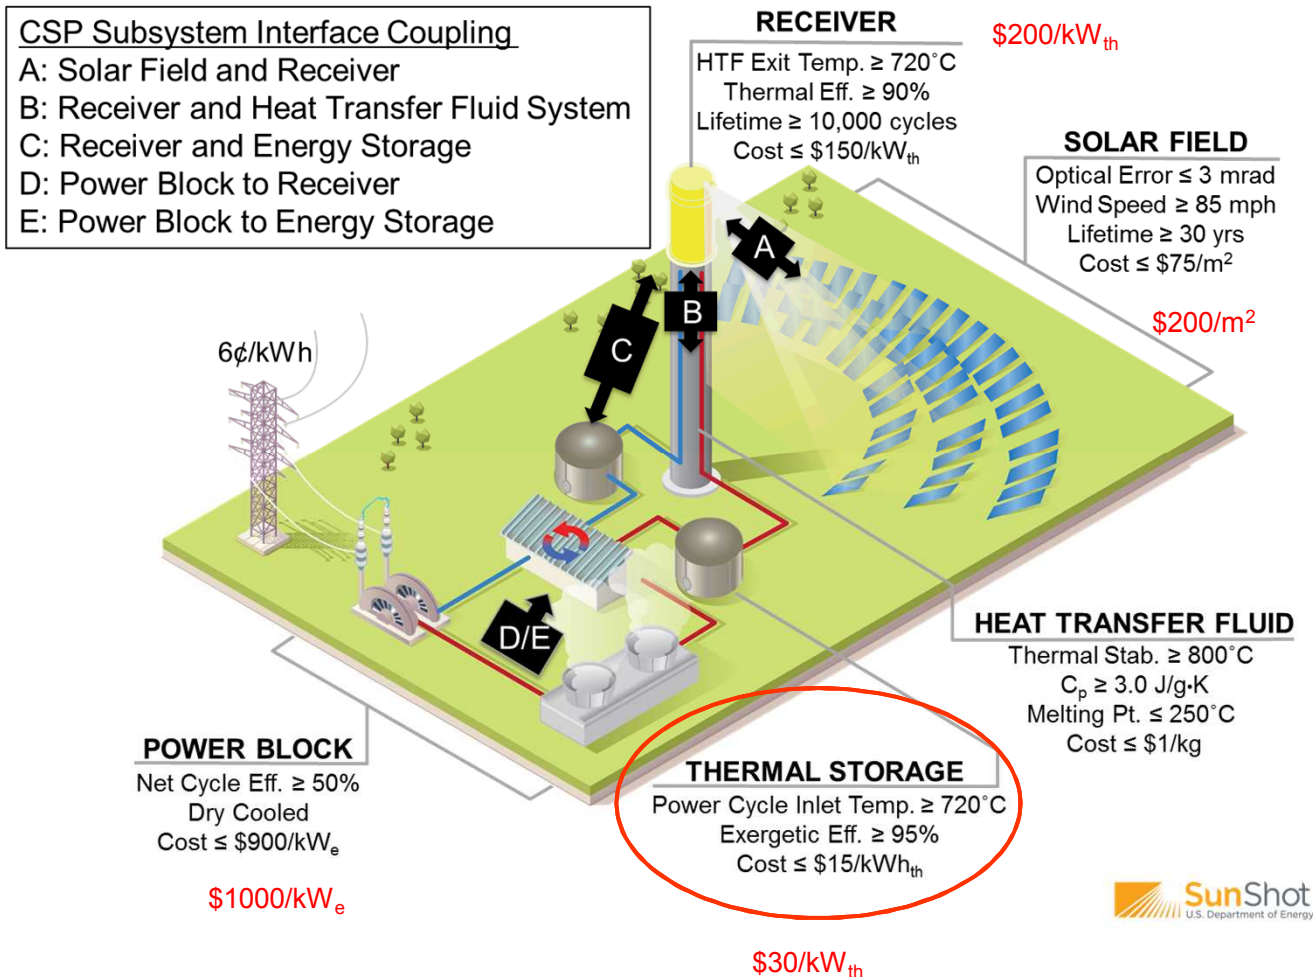 CSP Subsystem Interface Coupling
A: Solar Field and Receiver
B: Receiver and Heat Transfer Fluid System
C: Receiver and Energy Storage
D: Power Block to Receiver
E: Power Block to Energy Storage
RECEIVER
HTF Exit Temp. ≥ 720˚C
Thermal Eff. ≥ 90%
Lifetime ≥ 10,000 cycles
Cost ≤ $150/kWth
$200/kWth
SOLAR FIELD
Optical Error ≤ 3 mrad
Wind Speed ≥ 85 mph
Lifetime ≥ 30 yrs
Cost ≤ $75/m²
$200/m²
A
B
C
6¢/kWh
D/E
HEAT TRANSFER FLUID
Thermal Stab. ≥ 800˚C
Cp ≥ 3.0 J/g•K
Melting Pt. ≤ 250˚C
Cost ≤ $1/kg
POWER BLOCK
Net Cycle Eff. ≥ 50%
Dry Cooled
Cost ≤ $900/kWe
$1000/kWe
THERMAL STORAGE
Power Cycle Inlet Temp. ≥ 720˚C
Exergetic Eff. ≥ 95%
Cost ≤ $15/kWhth
$30/kWth
SunShot
U.S. Department of Energy